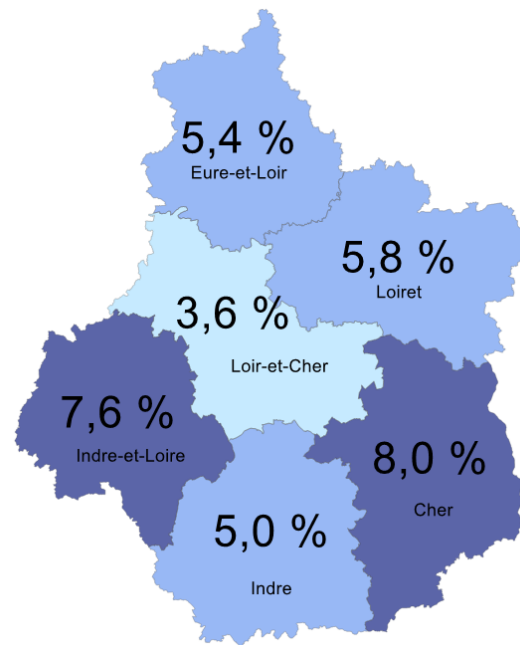 5,4 %
Eure-et-Loir
5,8 %
Loiret
3,6 %
Loir-et-Cher
7,6 %
Indre-et-Loire
8,0 %
Cher
5,0 %
Indre